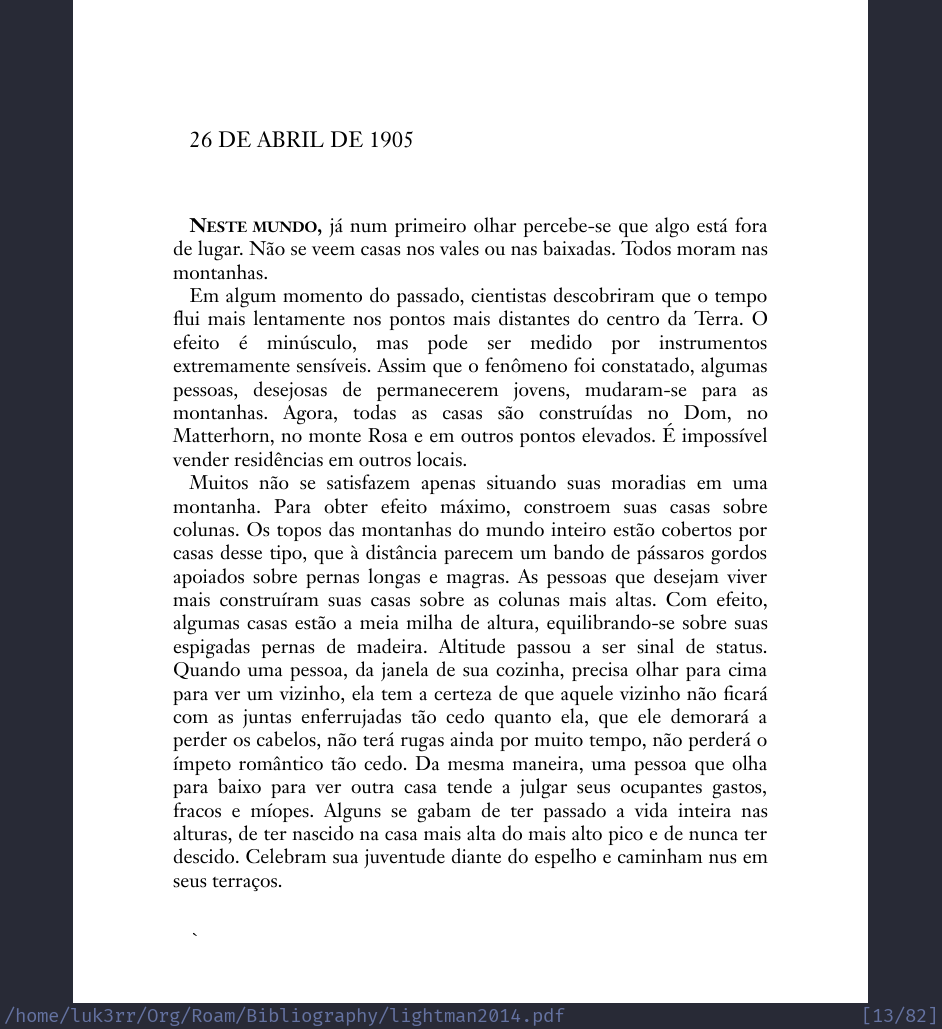 26 DE ABRIL DE 1905
NESTE MUNDO, já num primeiro olhar percebe-se que algo está fora
de lugar. Não se veem casas nos vales ou nas baixadas. Todos moram nas
montanhas.
Em algum momento do passado, cientistas descobriram que o tempo
flui mais lentamente nos pontos mais distantes do centro da Terra. O
efeito é minúsculo, mas pode ser medido por instrumentos
extremamente sensíveis. Assim que o fenômeno foi constatado, algumas
pessoas, desejosas de permanecerem jovens, mudaram-se para as
montanhas. Agora, todas as casas são construídas no Dom, no
Matterhorn, no monte Rosa e em outros pontos elevados. É impossível
vender residências em outros locais.
Muitos não se satisfazem apenas situando suas moradias em uma
montanha. Para obter efeito máximo, constroem suas casas sobre
colunas. Os topos das montanhas do mundo inteiro estão cobertos por
casas desse tipo, que à distância parecem um bando de pássaros gordos
apoiados sobre pernas longas e magras. As pessoas que desejam viver
mais construíram suas casas sobre as colunas mais altas. Com efeito,
algumas casas estão a meia milha de altura, equilibrando-se sobre suas
espigadas pernas de madeira. Altitude passou a ser sinal de status.
Quando uma pessoa, da janela de sua cozinha, precisa olhar para cima
para ver um vizinho, ela tem a certeza de que aquele vizinho não ficará
com as juntas enferrujadas tão cedo quanto ela, que ele demorará a
perder os cabelos, não terá rugas ainda por muito tempo, não perderá o
ímpeto romântico tão cedo. Da mesma maneira, uma pessoa que olha
para baixo para ver outra casa tende a julgar seus ocupantes gastos,
fracos e míopes. Alguns se gabam de ter passado a vida inteira nas
alturas, de ter nascido na casa mais alta do mais alto pico e de nunca ter
descido. Celebram sua juventude diante do espelho e caminham nus em
seus terraços.
`
/home/luk3rr/Org/Roam/Bibliography/lightman2014.pdf [13/82]